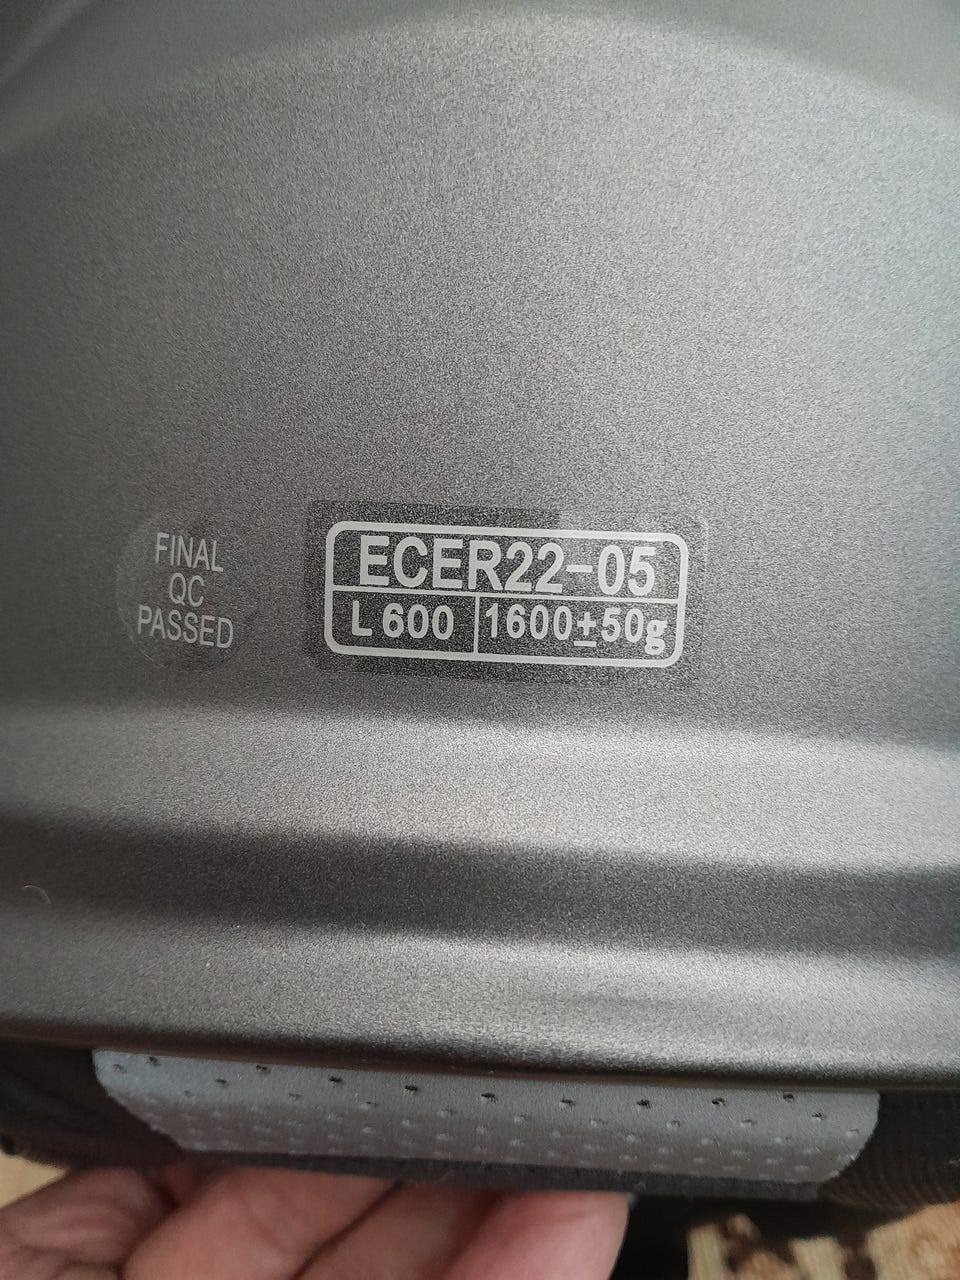 FINAL
QC
PASSED
ECER22-05
L 600 1600±50g